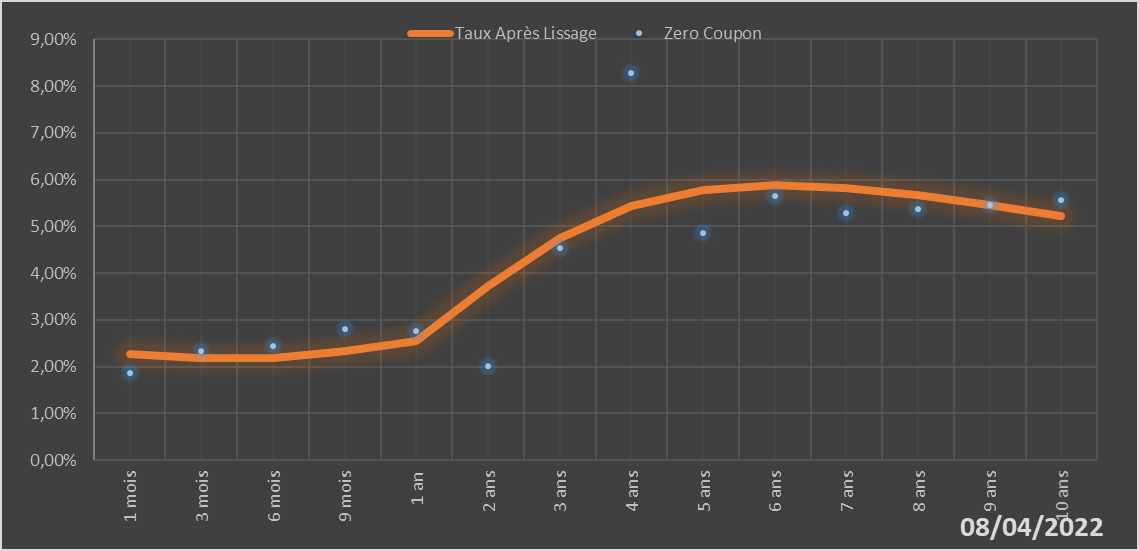 Taux Après Lissage Zero Coupon
9,00%
8,00%
7,00%
6,00%
5,00%
4,00%
3,00%
2,00%
1,00%
0,00%
1 mois
3 mois
6 mois
9 mois
1 an
2 ans
3 ans
4 ans
5 ans
6 ans
7 ans
8 ans
9 ans
10 ans
08/04/2022